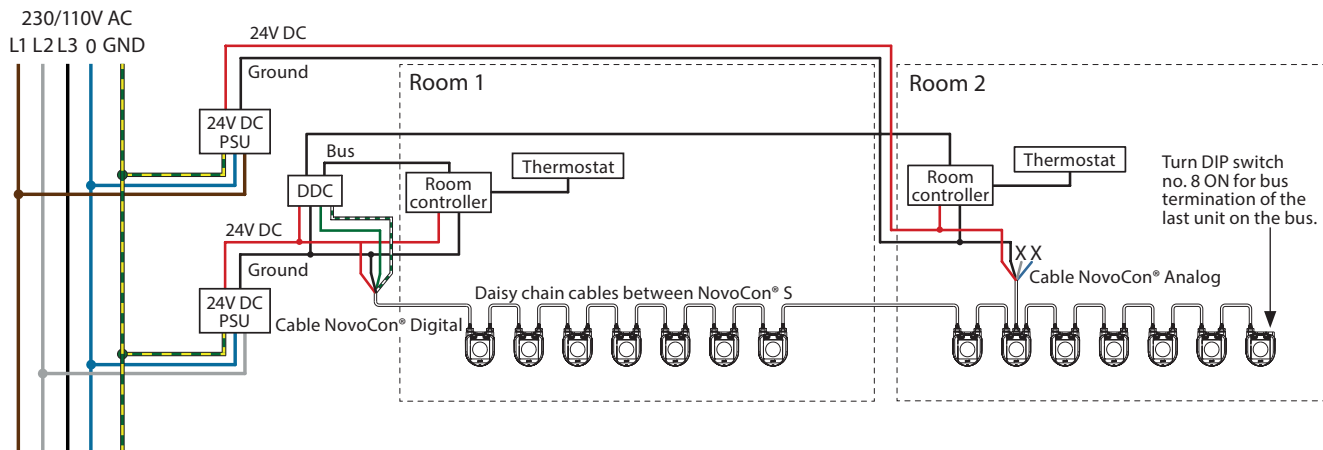 230/110V AC
L1 L2 L3 0 GND
24V DC
Ground
24V DC
PSU
Room 1
Room 2
Bus
DDC
Room
controller
Thermostat
Room
controller
Thermostat
Turn DIP switch
no. 8 ON for bus
termination of the
last unit on the bus.
24V DC
Ground
24V DC
PSU
Cable NovoCon® Digital
Daisy chain cables between NovoCon® S
X X
Cable NovoCon® Analog